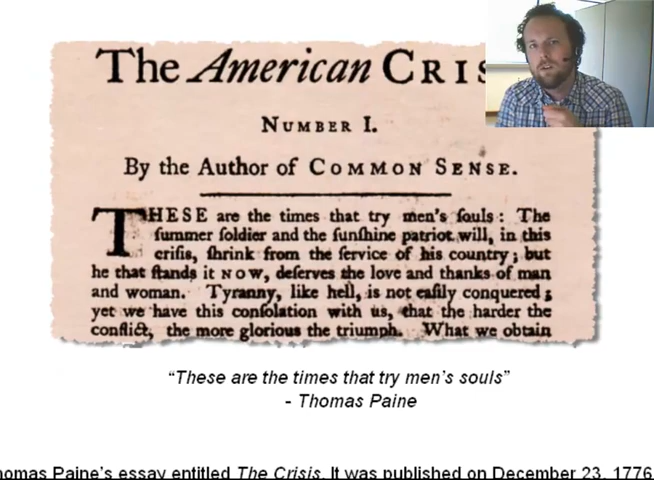 The American CRIS
NUMBER I.
By the Author of COMMON SENSE.
THESE are the times that try men's ſouls: The
ſummer ſoldier and the ſunſhine patriot will, in this
criſis, ſhrink from the ſervice of his country; but
he that ſtands it NOW, deſerves the love and thanks of man
and woman. Tyranny, like hell, is not eaſily conquered;
yet we have this conſolation with us, that the harder the
conflict, the more glorious the triumph. What we obtain
“These are the times that try men’s souls”
- Thomas Paine
homas Paine’s essay entitled The Crisis. It was published on December 23, 1776.